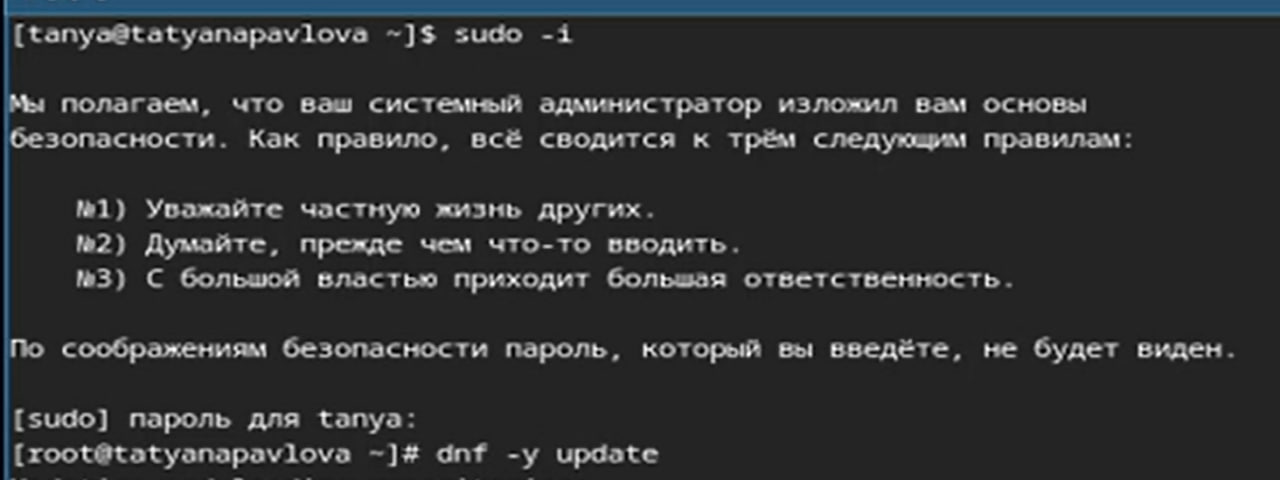 [tanya@tatyanapavlova ~]$ sudo -i
Мы полагаем, что ваш системный администратор изложил вам основы
безопасности. Как правило, всё сводится к трём следующим правилам:
№1) Уважайте частную жизнь других.
№2) Думайте, прежде чем что-то вводить.
№3) С большой властью приходит большая ответственность.
По соображениям безопасности пароль, который вы введёте, не будет виден.
[sudo] пароль для tanya:
[root@tatyanapavlova ~]# dnf -y update